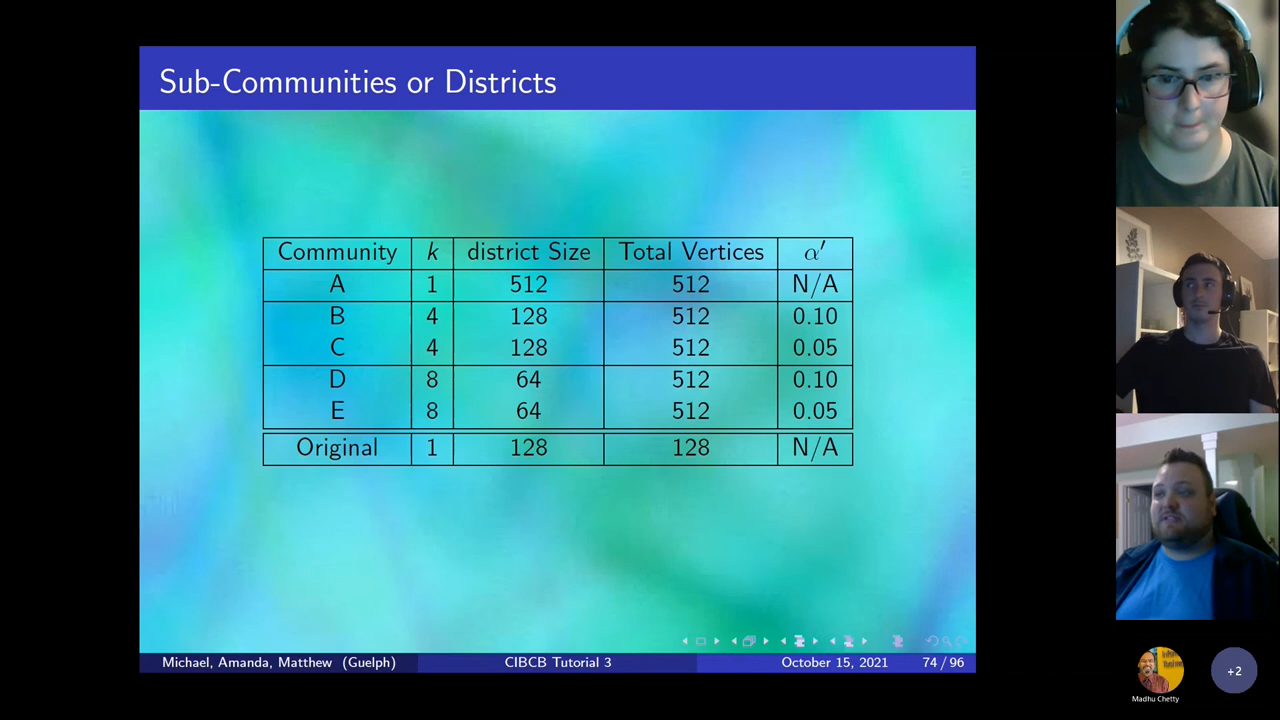 Sub-Communities or Districts
Community k district Size Total Vertices α′
A 1 512 512 N/A
B 4 128 512 0.10
C 4 128 512 0.05
D 8 64 512 0.10
E 8 64 512 0.05
Original 1 128 128 N/A
Michael, Amanda, Matthew (Guelph) CIBCB Tutorial 3 October 15, 2021 74 / 96
Madhu Chetty
+2